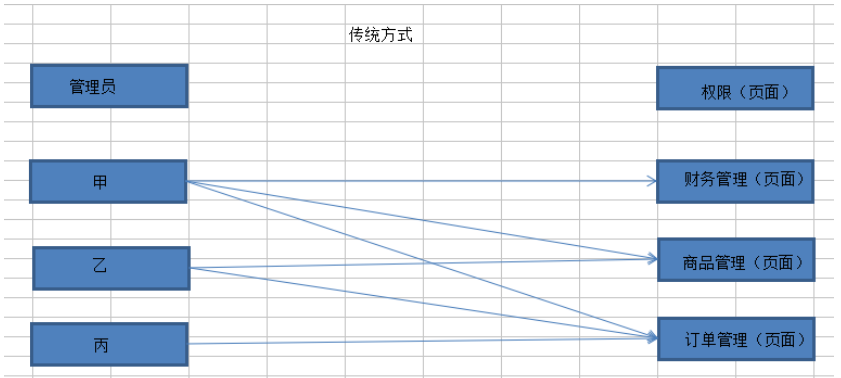 传统方式
管理员
权限（页面）
甲
财务管理（页面）
乙
商品管理（页面）
丙
订单管理（页面）